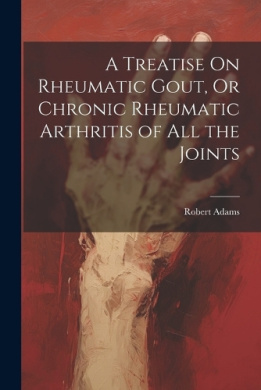 A Treatise On
Rheumatic Gout, Or
Chronic Rheumatic
Arthritis of All the
Joints
Robert Adams